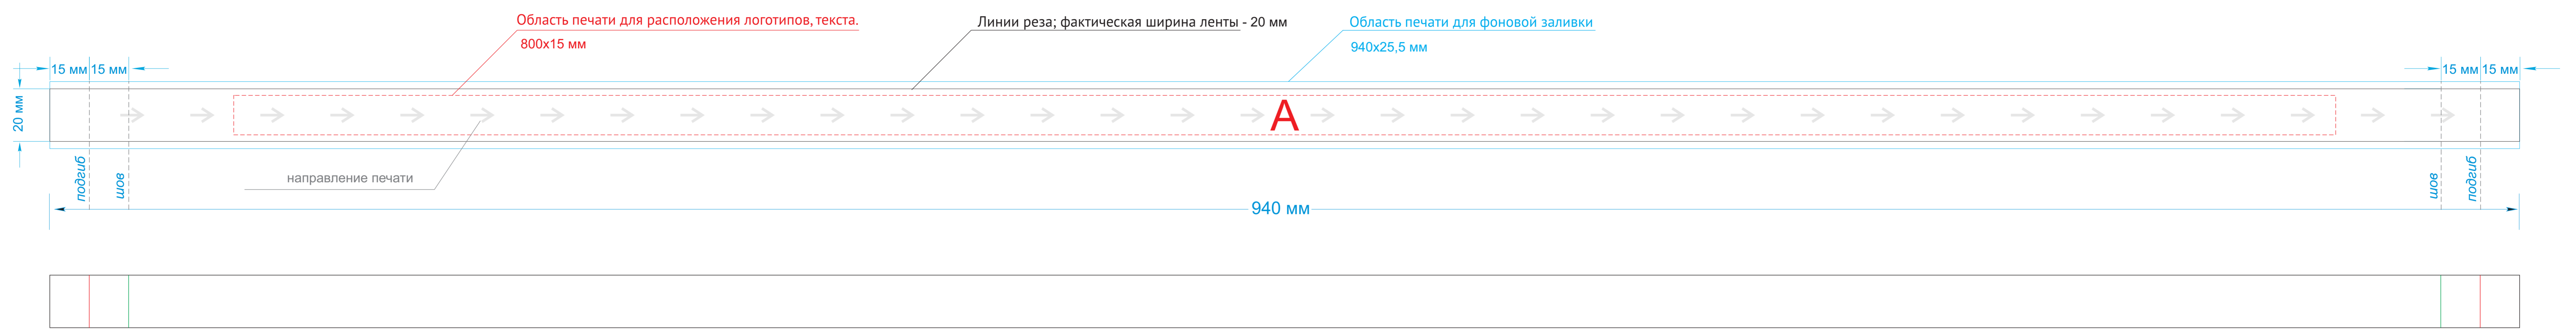 Область печати для расположения логотипов, текста.
800х15 мм
Линии реза; фактическая ширина ленты - 20 мм
Область печати для фоновой заливки
940х25,5 мм
15 мм 15 мм
15 мм 15 мм
20 мм
А
подгиб
шов
направление печати
шов
подгиб
940 мм